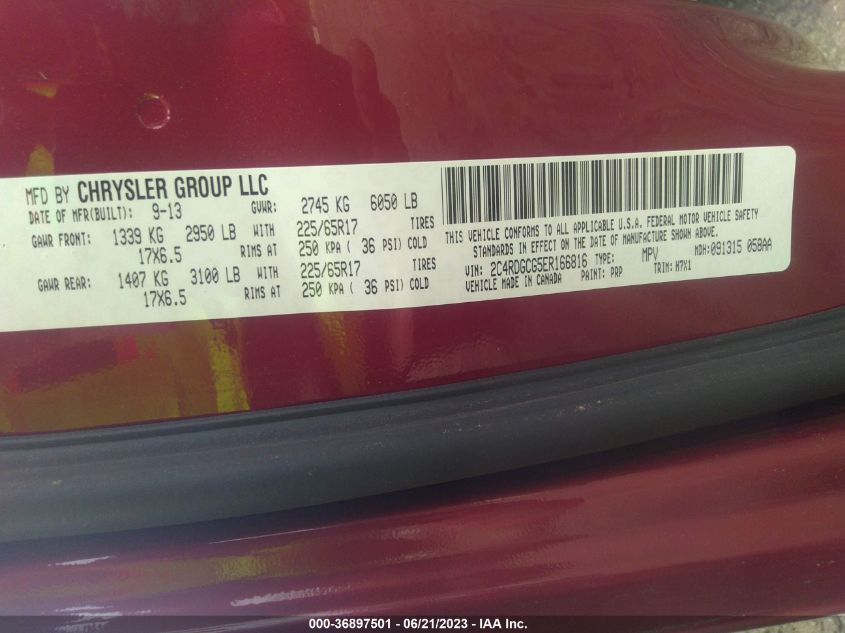 MFD BY CHRYSLER GROUP LLC
DATE OF MFR(BUILT): 9-13 GVWR: 2745 KG 6050 LB
GAWR FRONT: 1339 KG 2950 LB WITH 225/65R17 TIRES
17X6.5 RIMS AT 250 KPA ( 36 PSI) COLD
GAWR REAR: 1407 KG 3100 LB WITH 225/65R17 TIRES
17X6.5 RIMS AT 250 KPA ( 36 PSI) COLD
THIS VEHICLE CONFORMS TO ALL APPLICABLE U.S.A. FEDERAL MOTOR VEHICLE SAFETY
STANDARDS IN EFFECT ON THE DATE OF MANUFACTURE SHOWN ABOVE.
VIN: 2C4RDGCG5ER166816 TYPE: MPV MDH: 091315 058AA
VEHICLE MADE IN CANADA PAINT: PRP TRIM: H7X1
000-36897501 - 06/21/2023 - IAA Inc.